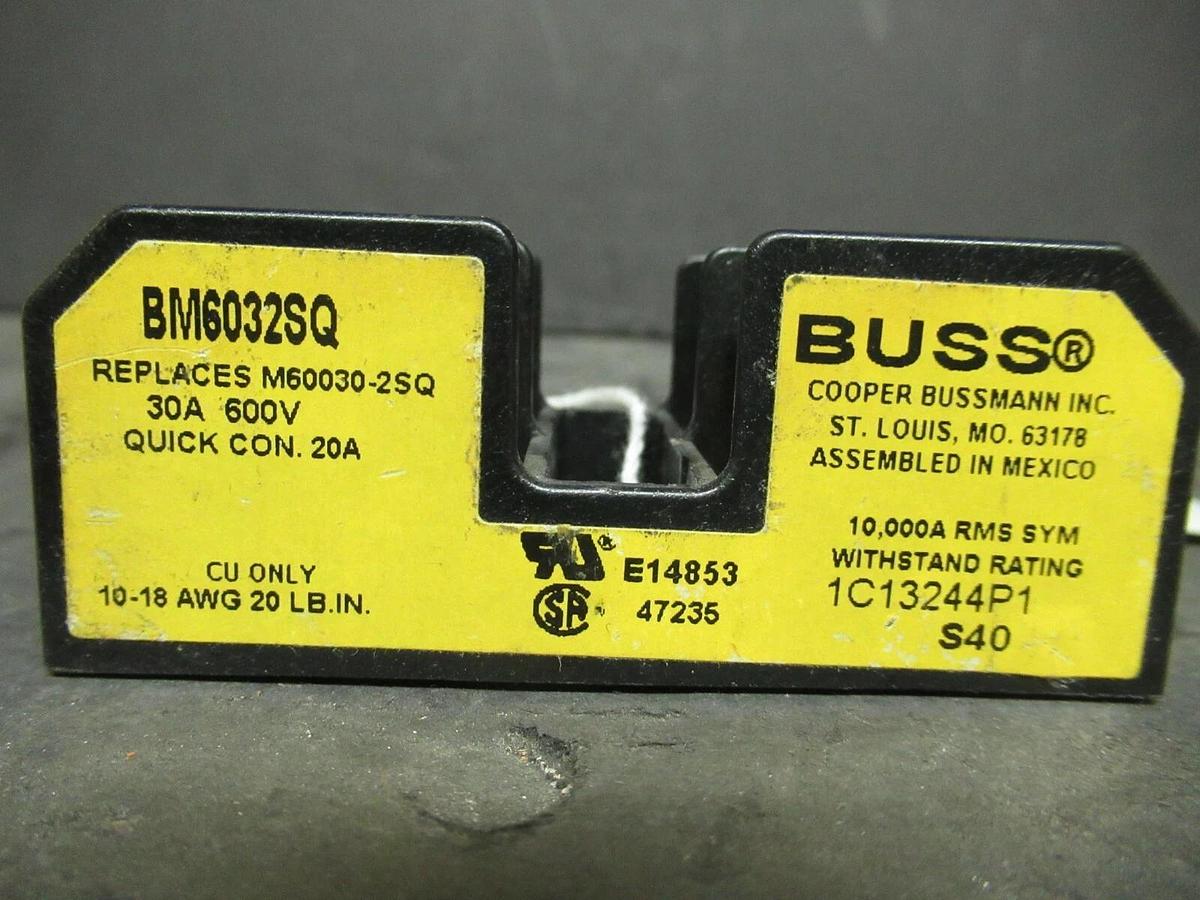 BM6032SQ
REPLACES M60030-2SQ
30A 600V
QUICK CON. 20A
CU ONLY
10-18 AWG 20 LB.IN.
RU® E14853
SA 47235
BUSS®
COOPER BUSSMANN INC.
ST. LOUIS, MO. 63178
ASSEMBLED IN MEXICO
10,000A RMS SYM
WITHSTAND RATING
1C13244P1
S40